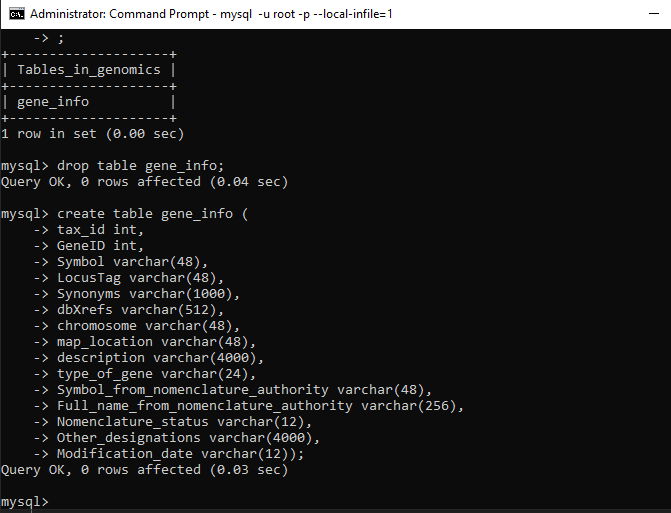 Administrator: Command Prompt - mysql -u root -p --local-infile=1
    -> ;
+--------------------+
| Tables_in_genomics |
+--------------------+
| gene_info          |
+--------------------+
1 row in set (0.00 sec)
mysql> drop table gene_info;
Query OK, 0 rows affected (0.04 sec)
mysql> create table gene_info (
    -> tax_id int,
    -> GeneID int,
    -> Symbol varchar(48),
    -> LocusTag varchar(48),
    -> Synonyms varchar(1000),
    -> dbXrefs varchar(512),
    -> chromosome varchar(48),
    -> map_location varchar(48),
    -> description varchar(4000),
    -> type_of_gene varchar(24),
    -> Symbol_from_nomenclature_authority varchar(48),
    -> Full_name_from_nomenclature_authority varchar(256),
    -> Nomenclature_status varchar(12),
    -> Other_designations varchar(4000),
    -> Modification_date varchar(12));
Query OK, 0 rows affected (0.03 sec)
mysql>